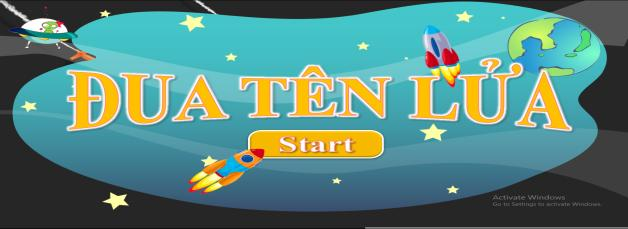 ĐUA TÊN LỬA
Start
Activate Windows
Go to Settings to activate Windows.